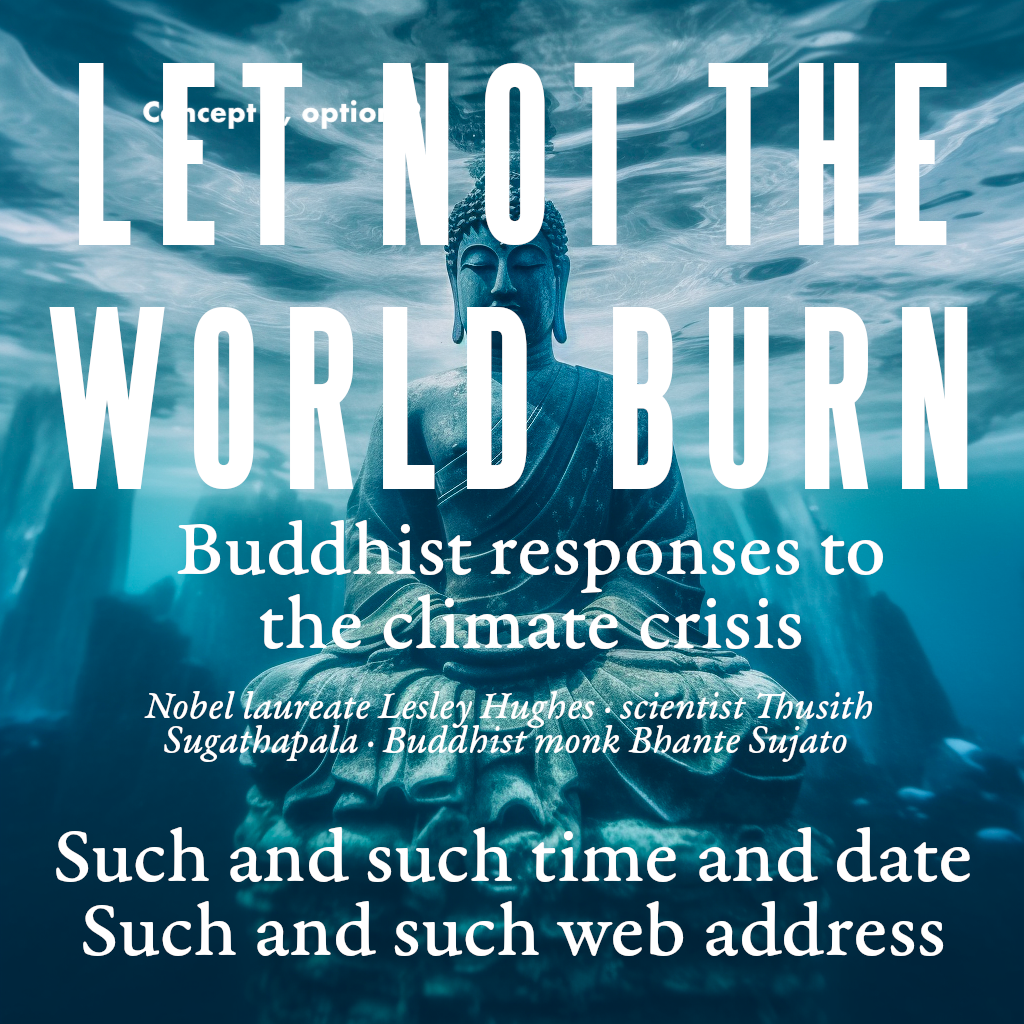 LET NOT THE
Concept , option
WORLD BURN
Buddhist responses to
the climate crisis
Nobel laureate Lesley Hughes · scientist Thusith
Sugathapala · Buddhist monk Bhante Sujato
Such and such time and date
Such and such web address